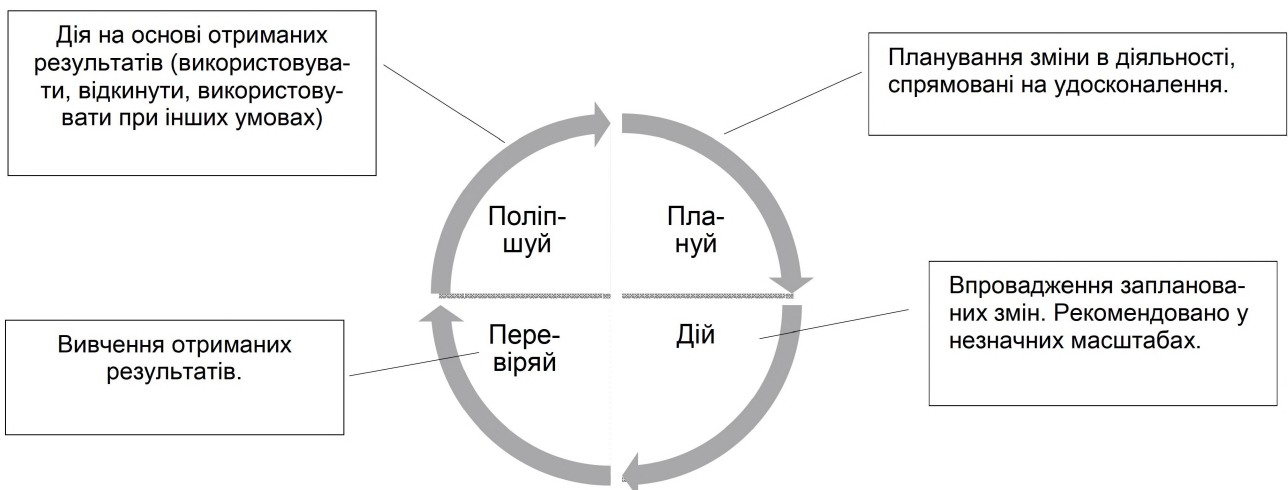 Дія на основі отриманих
результатів (використовува-
ти, відкинути, використову-
вати при інших умовах)
Планування зміни в діяльності,
спрямовані на удосконалення.
Поліп-
шуй
Пла-
нуй
Впровадження запланова-
них змін. Рекомендовано у
незначних масштабах.
Вивчення отриманих
результатів.
Пере-
віряй
Дій